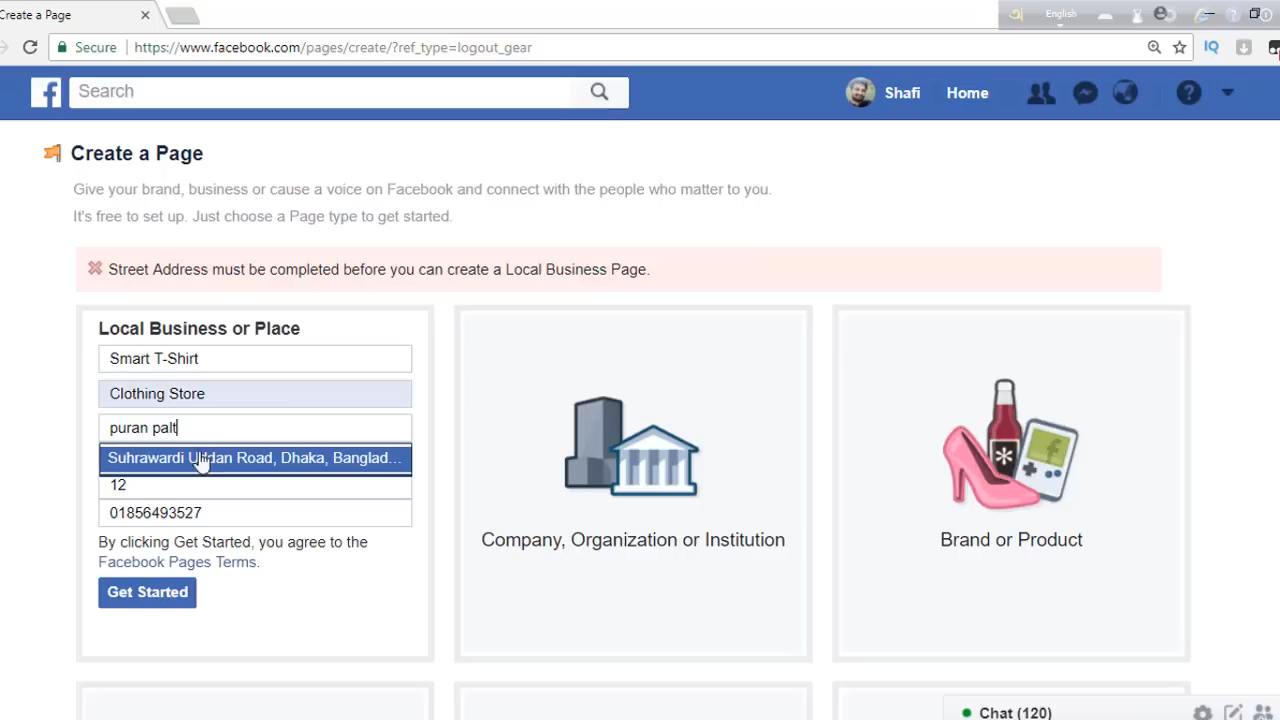 Create a Page
English
Secure
https://www.facebook.com/pages/create/?ref_type=logout_gear
IQ
f
Search
Shafi
Home
?
Create a Page
Give your brand, business or cause a voice on Facebook and connect with the people who matter to you.
It's free to set up. Just choose a Page type to get started.
Street Address must be completed before you can create a Local Business Page.
Local Business or Place
Smart T-Shirt
Clothing Store
puran palt
Suhrawardi Uddan Road, Dhaka, Banglad...
12
01856493527
By clicking Get Started, you agree to the
Facebook Pages Terms.
Get Started
Company, Organization or Institution
Brand or Product
Chat (120)